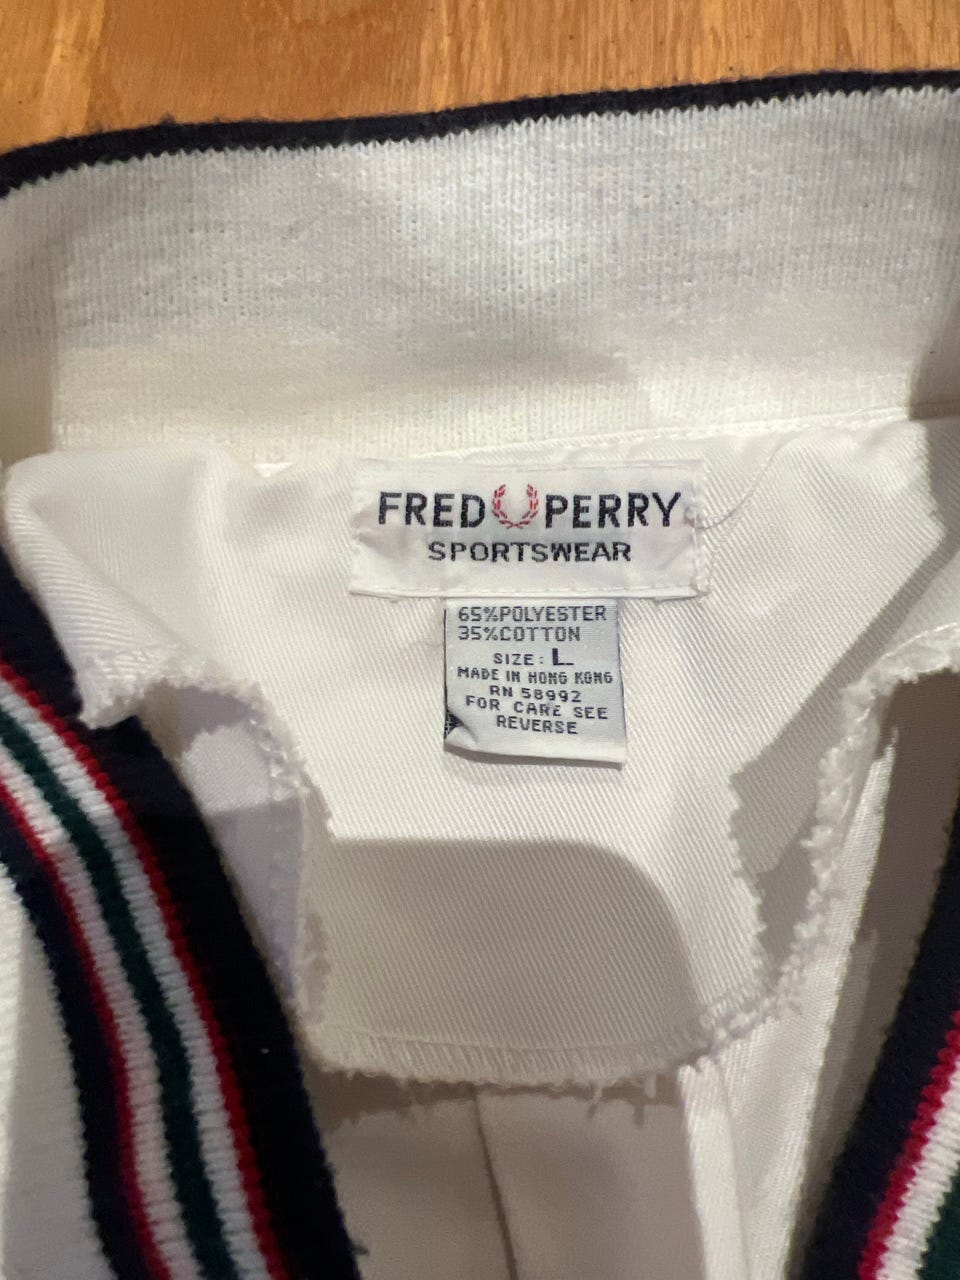 FRED PERRY
SPORTSWEAR
65%POLYESTER
35%COTTON
SIZE: L
MADE IN HONG KONG
RN 58992
FOR CARE SEE
REVERSE